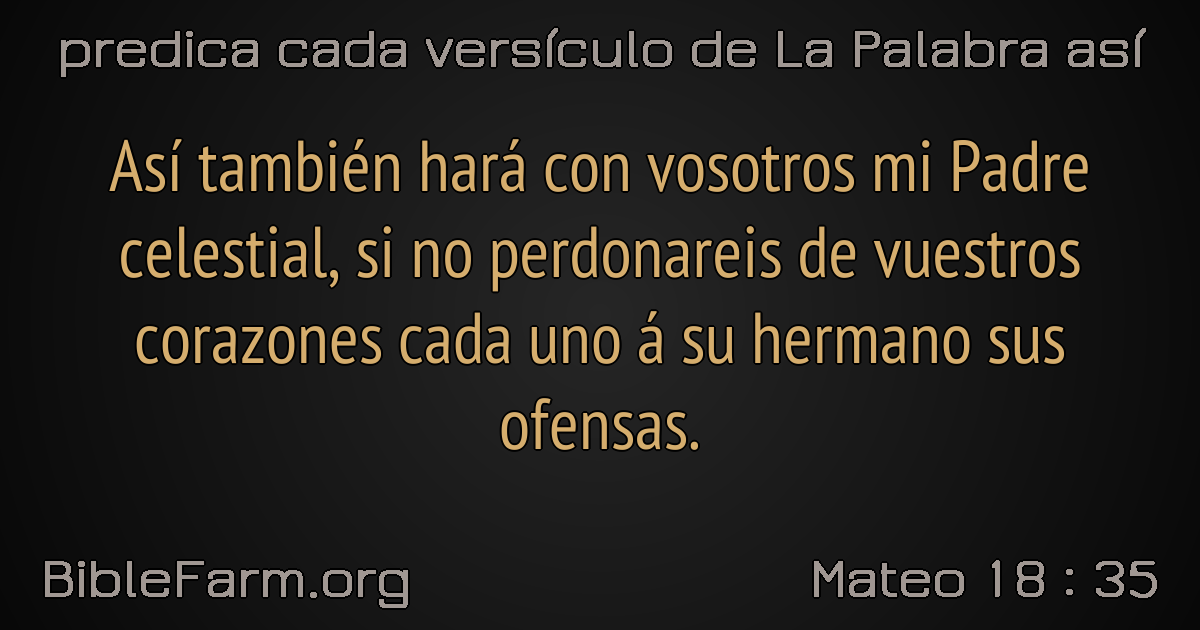 predica cada versículo de La Palabra así
Así también hará con vosotros mi Padre
celestial, si no perdonareis de vuestros
corazones cada uno á su hermano sus
ofensas.
BibleFarm.org
Mateo 18 : 35